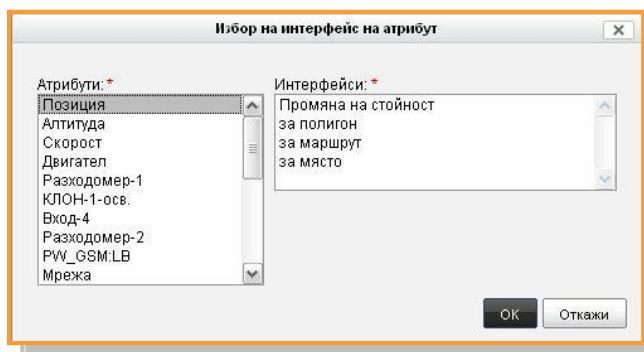 Избор на интерфейс на атрибут
Атрибути: *
Позиция
Алтитуда
Скорост
Двигател
Разходомер-1
КЛОН-1-осв.
Вход-4
Разходомер-2
PW_GSM:LB
Мрежа
Интерфейси: *
Промяна на стойност
за полигон
за маршрут
за място
OK
Откажи